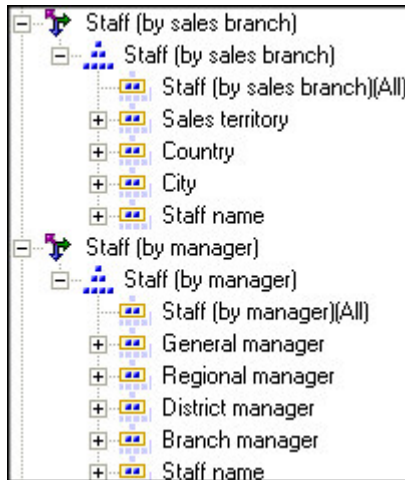 Staff (by sales branch)
Staff (by sales branch)
Staff (by sales branch)(All)
Sales territory
Country
City
Staff name
Staff (by manager)
Staff (by manager)
Staff (by manager)(All)
General manager
Regional manager
District manager
Branch manager
Staff name